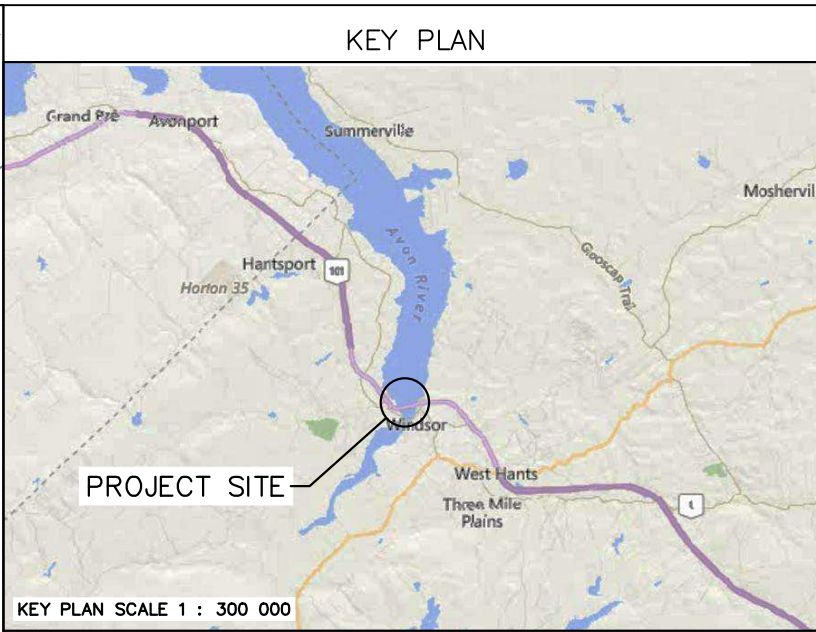 KEY PLAN
Grand Pré
Avonport
Summerville
Moshervil
Avon River
Hantsport
101
Horton 35
Glooscap Trail
Windsor
PROJECT SITE
West Hants
Three Mile
Plains
KEY PLAN SCALE 1 : 300 000